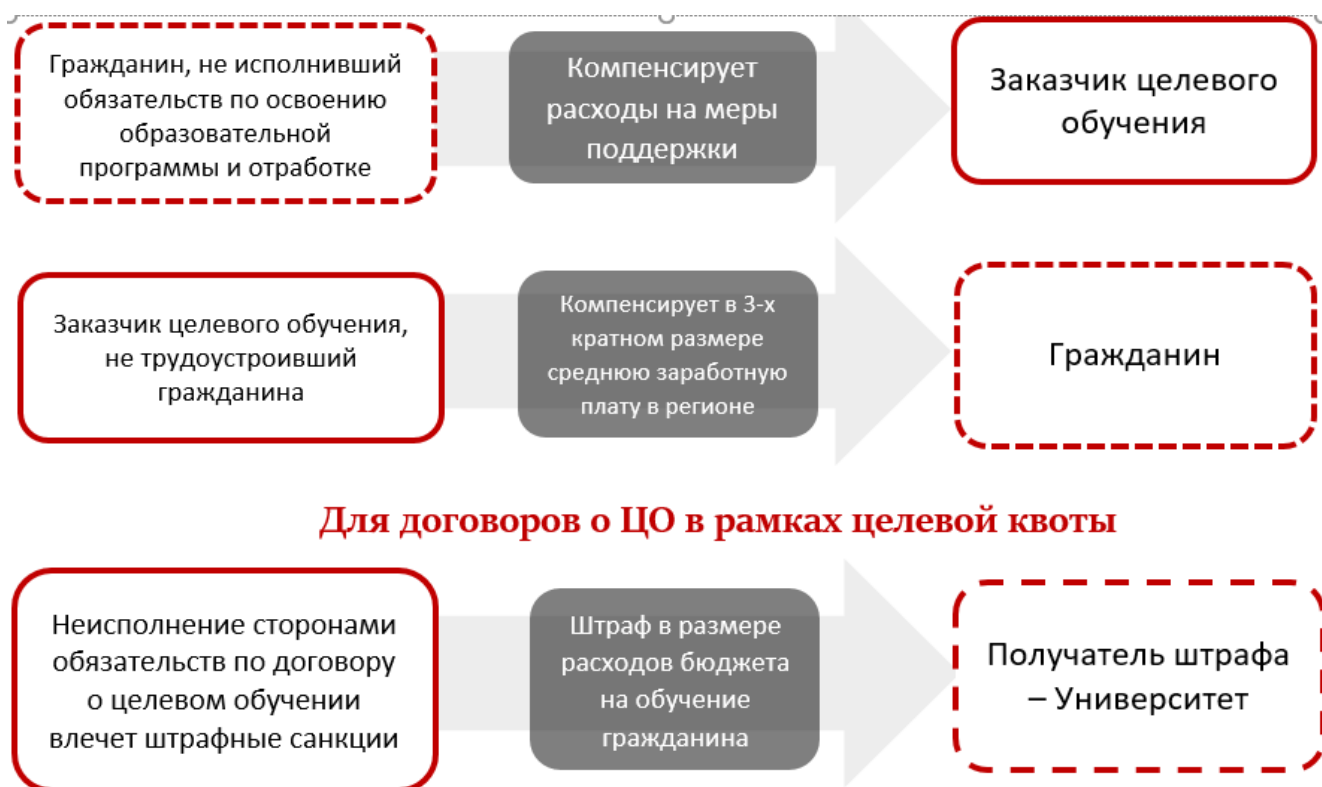 Гражданин, не исполнивший
обязательств по освоению
образовательной
программы и отработке
Компенсирует
расходы на меры
поддержки
Заказчик целевого
обучения
Заказчик целевого обучения,
не трудоустроивший
гражданина
Компенсирует в 3-х
кратном размере
среднюю заработную
плату в регионе
Гражданин
Для договоров о ЦО в рамках целевой квоты
Неисполнение сторонами
обязательств по договору
о целевом обучении
влечет штрафные санкции
Штраф в размере
расходов бюджета
на обучение
гражданина
Получатель штрафа
– Университет